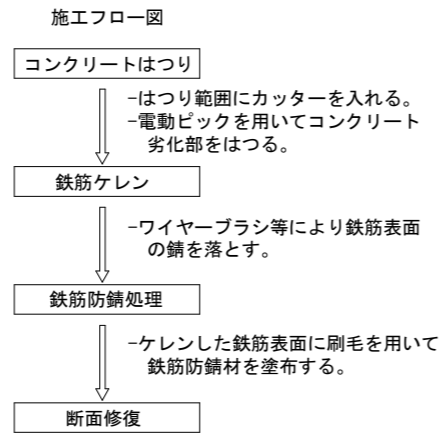 施工フロー図
コンクリートはつり
-はつり範囲にカッターを入れる。
-電動ピックを用いてコンクリート
劣化部をはつる。
鉄筋ケレン
-ワイヤーブラシ等により鉄筋表面
の錆を落とす。
鉄筋防錆処理
-ケレンした鉄筋表面に刷毛を用いて
鉄筋防錆材を塗布する。
断面修復